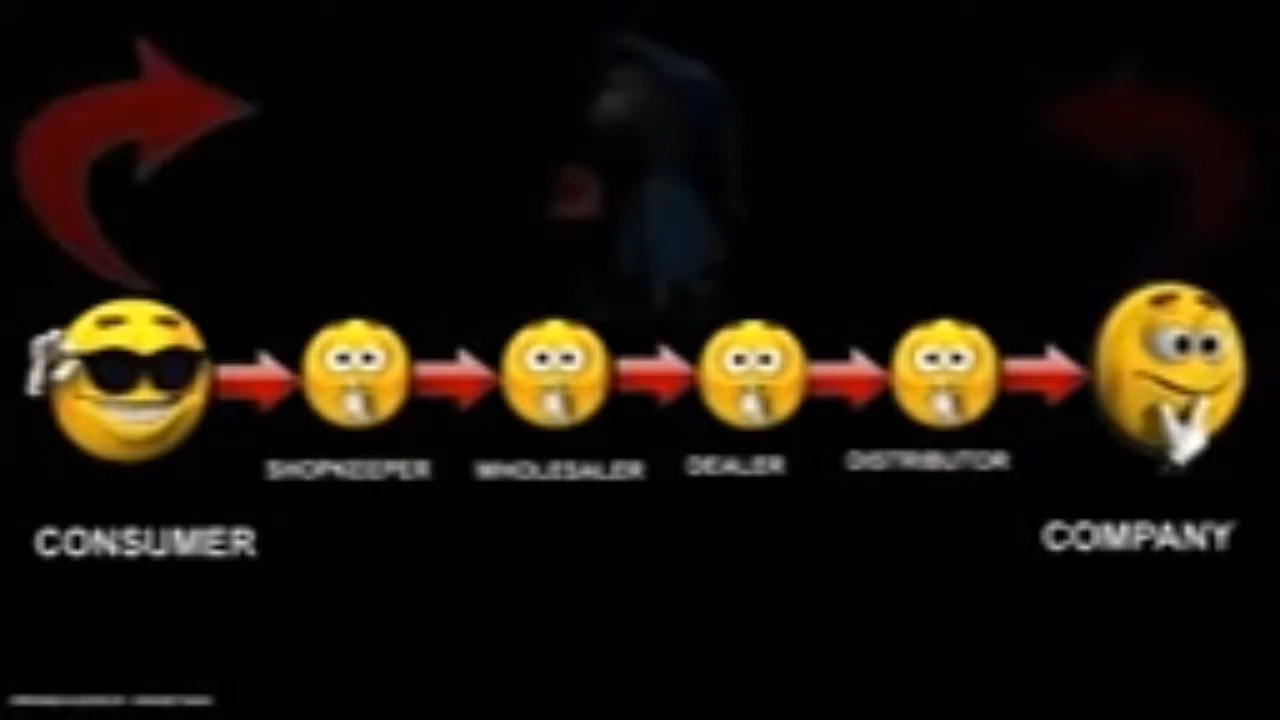 SHOPKEEPER
WHOLESALER
DEALER
DISTRIBUTOR
CONSUMER
COMPANY